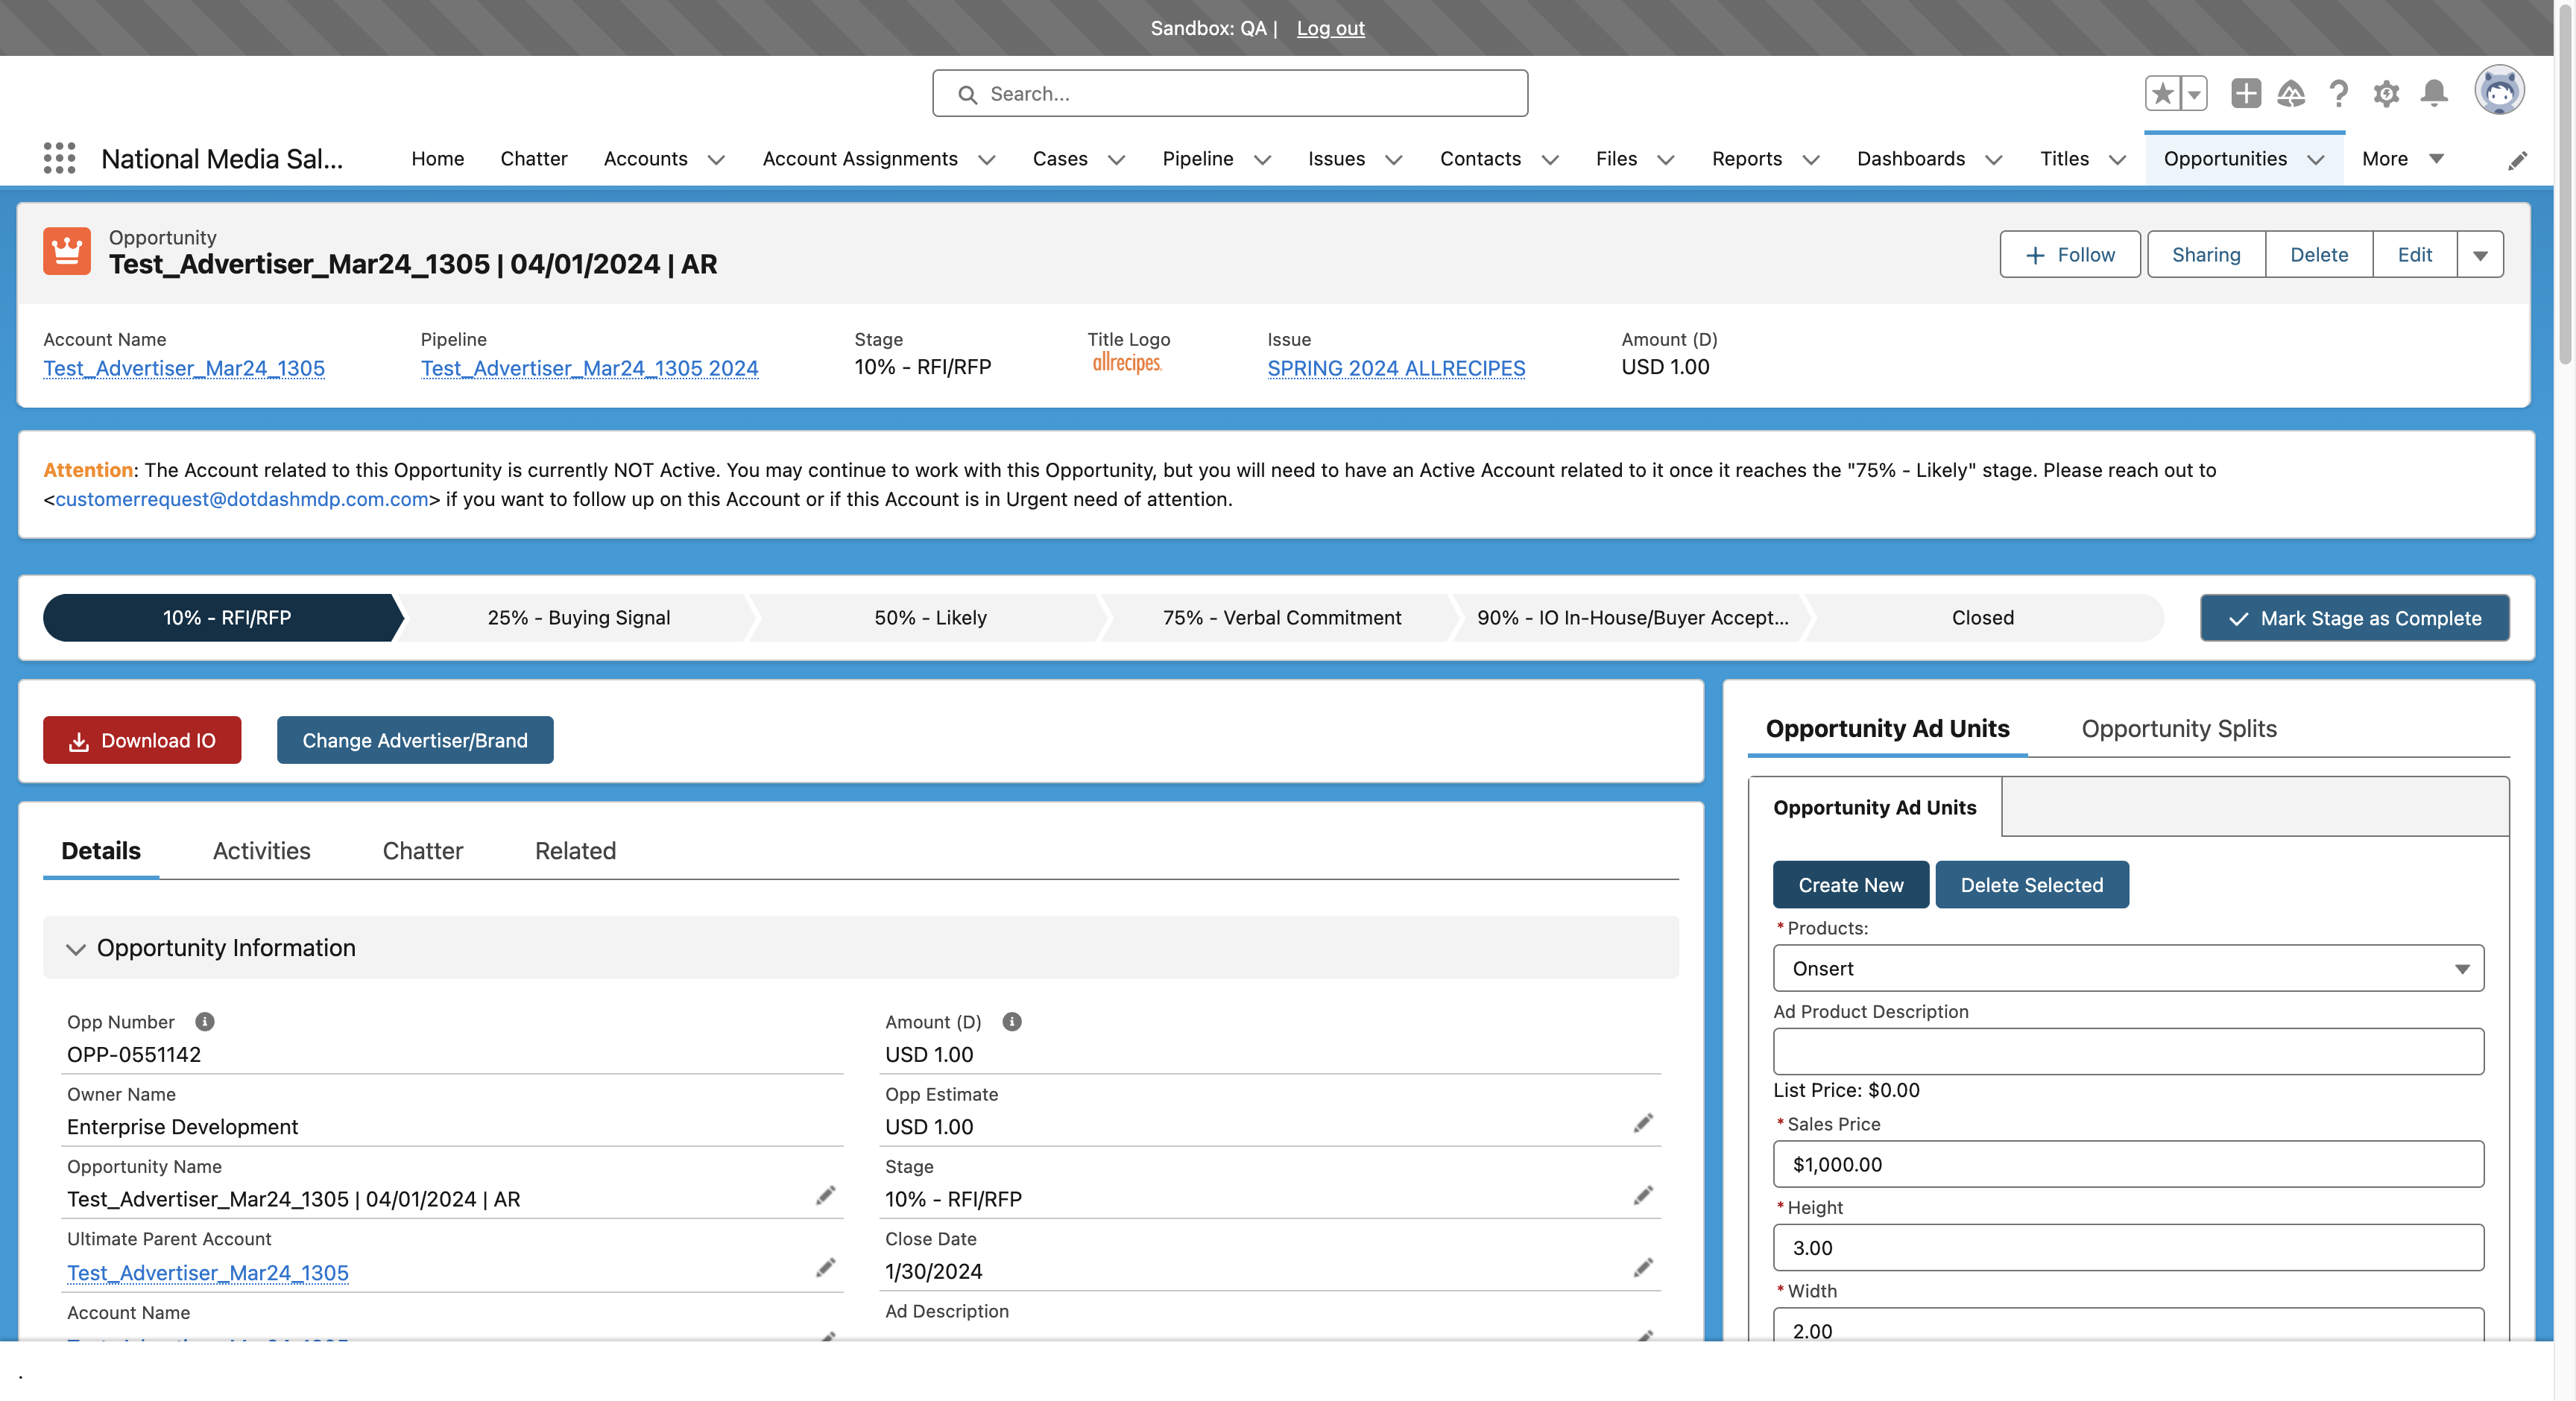 Sandbox: QA | Log out
Search...
National Media Sal...
Home
Chatter
Accounts
Account Assignments
Cases
Pipeline
Issues
Contacts
Files
Reports
Dashboards
Titles
Opportunities
More
Opportunity
Test_Advertiser_Mar24_1305 | 04/01/2024 | AR
Follow
Sharing
Delete
Edit
Account Name
Test_Advertiser_Mar24_1305
Pipeline
Test_Advertiser_Mar24_1305 2024
Stage
10% - RFI/RFP
Title Logo
allrecipes.
Issue
SPRING 2024 ALLRECIPES
Amount (D)
USD 1.00
Attention: The Account related to this Opportunity is currently NOT Active. You may continue to work with this Opportunity, but you will need to have an Active Account related to it once it reaches the "75% - Likely" stage. Please reach out to
<customerrequest@dotdashmdp.com.com> if you want to follow up on this Account or if this Account is in Urgent need of attention.
10% - RFI/RFP
25% - Buying Signal
50% - Likely
75% - Verbal Commitment
90% - IO In-House/Buyer Accept...
Closed
Mark Stage as Complete
Download IO
Change Advertiser/Brand
Details
Activities
Chatter
Related
Opportunity Information
Opp Number
OPP-0551142
Owner Name
Enterprise Development
Opportunity Name
Test_Advertiser_Mar24_1305 | 04/01/2024 | AR
Ultimate Parent Account
Test_Advertiser_Mar24_1305
Account Name
Amount (D)
USD 1.00
Opp Estimate
USD 1.00
Stage
10% - RFI/RFP
Close Date
1/30/2024
Ad Description
Opportunity Ad Units
Opportunity Splits
Opportunity Ad Units
Create New
Delete Selected
* Products:
Onsert
Ad Product Description
List Price: $0.00
* Sales Price
$1,000.00
* Height
3.00
* Width
2.00
.